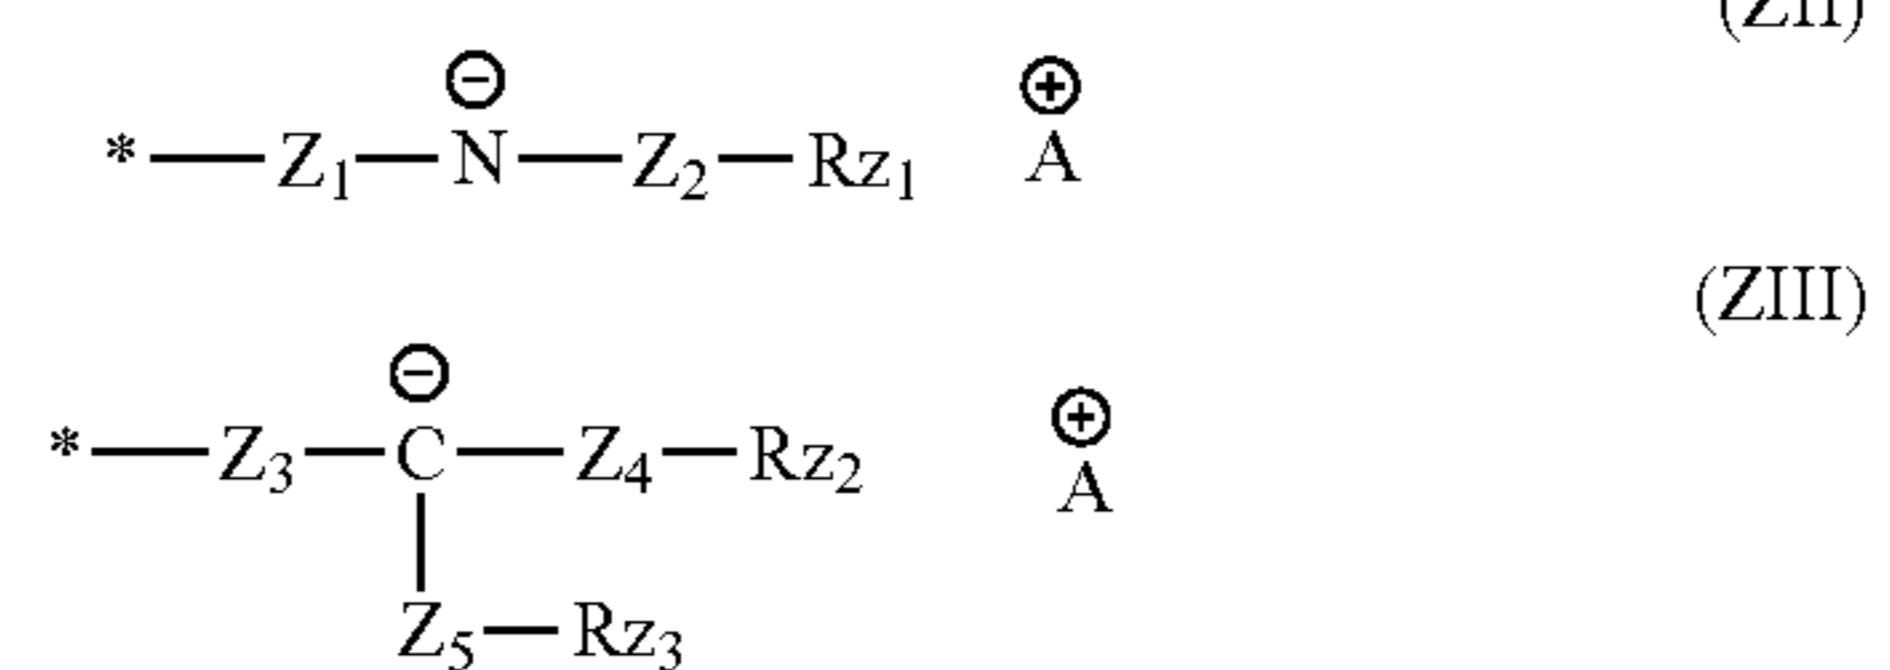 (ZII)
⊖ ⊕
*—Z₁—N—Z₂—Rz₁ A
(ZIII)
⊖ ⊕
*—Z₃—C—Z₄—Rz₂ A
Z₅—Rz₃